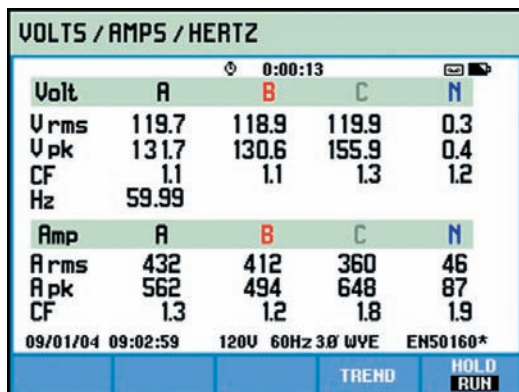 VOLTS / AMPS / HERTZ
0:00:13
Volt A B C N
V rms 119.7 118.9 119.9 0.3
V pk 131.7 130.6 155.9 0.4
CF 1.1 1.1 1.3 1.2
Hz 59.99
Amp A B C N
A rms 432 412 360 46
A pk 562 494 648 87
CF 1.3 1.2 1.8 1.9
09/01/04 09:02:59 120V 60Hz 3Ø WYE EN50160*
TREND HOLD
RUN